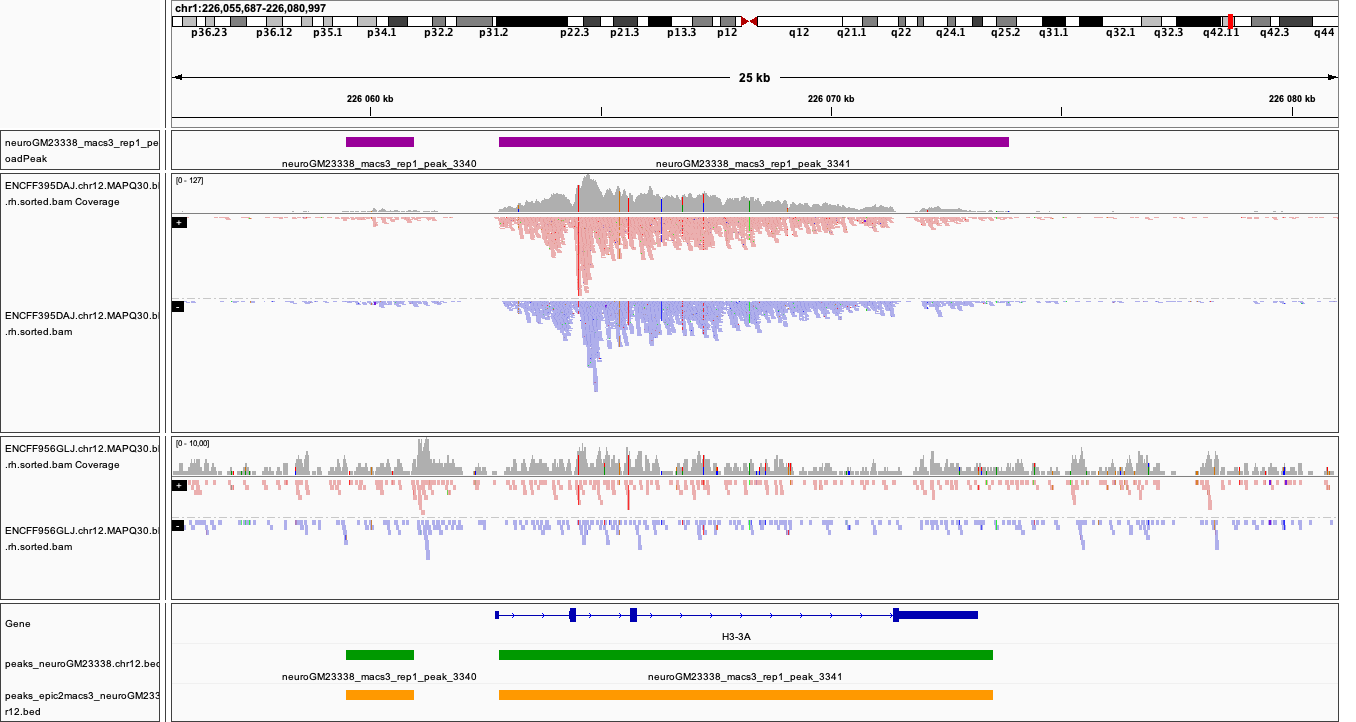 chr1:226,055,687-226,080,997
p36.23 p36.12 p35.1 p34.1 p32.2 p31.2 p22.3 p21.3 p13.3 p12 q12 q21.1 q22 q24.1 q25.2 q31.1 q32.1 q32.3 q42.11 q42.3 q44
25 kb
226 060 kb 226 070 kb 226 080 kb
neuroGM23338_macs3_rep1_pe
oadPeak
neuroGM23338_macs3_rep1_peak_3340 neuroGM23338_macs3_rep1_peak_3341
ENCFF395DAJ.chr12.MAPQ30.bl
.rh.sorted.bam Coverage
[0 - 127]
+
-
ENCFF395DAJ.chr12.MAPQ30.bl
.rh.sorted.bam
ENCFF956GLJ.chr12.MAPQ30.bl
.rh.sorted.bam Coverage
[0 - 10,00]
+
-
ENCFF956GLJ.chr12.MAPQ30.bl
.rh.sorted.bam
Gene
H3-3A
peaks_neuroGM23338.chr12.bed
neuroGM23338_macs3_rep1_peak_3340 neuroGM23338_macs3_rep1_peak_3341
peaks_epic2macs3_neuroGM233
r12.bed